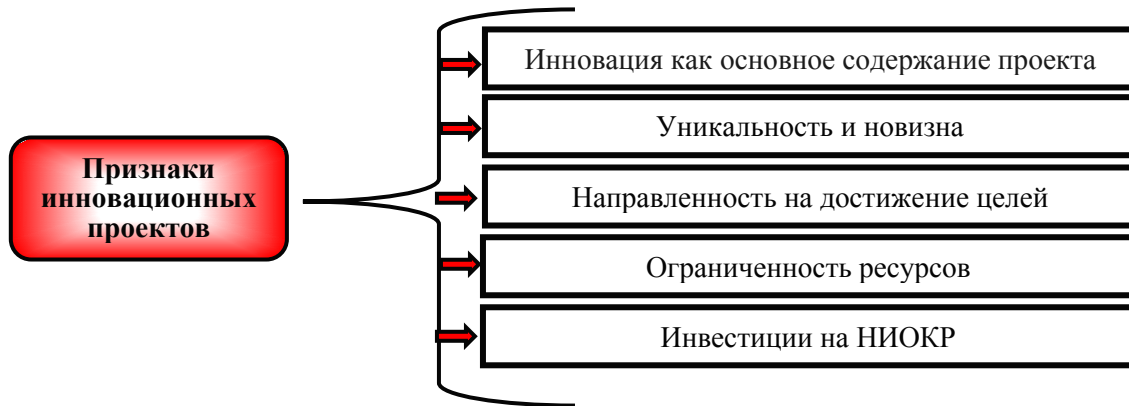 Признаки
инновационных
проектов
Инновация как основное содержание проекта
Уникальность и новизна
Направленность на достижение целей
Ограниченность ресурсов
Инвестиции на НИОКР